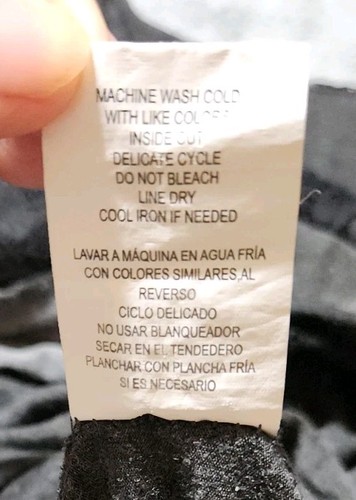 MACHINE WASH COLD
WITH LIKE COLORS
INSIDE OUT
DELICATE CYCLE
DO NOT BLEACH
LINE DRY
COOL IRON IF NEEDED
LAVAR A MÁQUINA EN AGUA FRÍA
CON COLORES SIMILARES,AL
REVERSO
CICLO DELICADO
NO USAR BLANQUEADOR
SECAR EN EL TENDEDERO
PLANCHAR CON PLANCHA FRÍA
SI ES NECESARIO